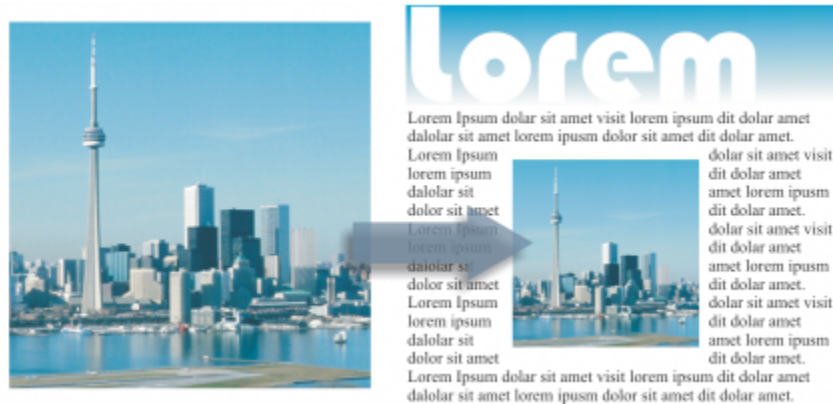 Lorem
Lorem Ipsum dolar sit amet visit lorem ipsum dit dolar amet
dalolar sit amet lorem ipusm dolor sit amet dit dolar amet.
Lorem Ipsum dolar sit amet visit
lorem ipsum dit dolar amet
dalolar sit amet lorem ipusm
dolor sit amet dit dolar amet.
Lorem Ipsum dolar sit amet visit
lorem ipsum dit dolar amet
dalolar sit amet lorem ipusm
dolor sit amet dit dolar amet.
Lorem Ipsum dolar sit amet visit
lorem ipsum dit dolar amet
dalolar sit amet lorem ipusm
dolor sit amet dit dolar amet.
Lorem Ipsum dolar sit amet visit lorem ipsum dit dolar amet
dalolar sit amet lorem ipusm dolor sit amet dit dolar amet.